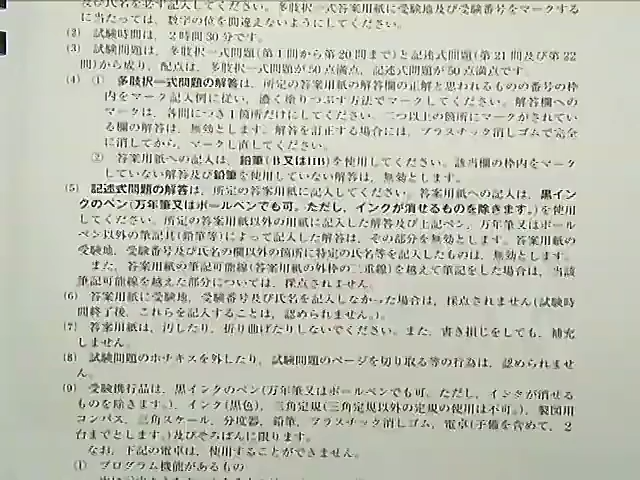 及び氏名を必ず記入してください。多肢択一式答案用紙に受験地及び受験番号をマークする
に当たっては、数字の位を間違えないようにしてください。
(2) 試験時間は、2時間30分です。
(3) 試験問題は、多肢択一式問題(第1問から第20問まで)と記述式問題(第21問及び第22
問)から成り、配点は、多肢択一式問題が50点満点、記述式問題が50点満点です。
(4) ① 多肢択一式問題の解答は、所定の答案用紙の解答欄の正解と思われるものの番号の枠
内をマーク記入例に従い、濃く塗りつぶす方法でマークしてください。解答欄への
マークは、各問につき1箇所だけにしてください。二つ以上の箇所にマークがされてい
る欄の解答は、無効とします。解答を訂正する場合には、プラスチック消しゴムで完全
に消してから、マークし直してください。
② 答案用紙への記入は、鉛筆(B又はHB)を使用してください。該当欄の枠内をマーク
していない解答及び鉛筆を使用していない解答は、無効とします。
(5) 記述式問題の解答は、所定の答案用紙に記入してください。答案用紙への記入は、黒イン
クのペン(万年筆又はボールペンでも可。ただし、インクが消せるものを除きます。)を使用
してください。所定の答案用紙以外の用紙に記入した解答及び上記ペン、万年筆又はボール
ペン以外の筆記具(鉛筆等)によって記入した解答は、その部分を無効とします。答案用紙の
受験地、受験番号及び氏名の欄以外の箇所に特定の氏名等を記入したものは、無効とします。
また、答案用紙の筆記可能線(答案用紙の外枠の二重線)を越えて筆記をした場合は、当該
筆記可能線を越えた部分については、採点されません。
(6) 答案用紙に受験地、受験番号及び氏名を記入しなかった場合は、採点されません(試験時
間終了後、これらを記入することは、認められません。)。
(7) 答案用紙は、汚したり、折り曲げたりしないでください。また、書き損じをしても、補充
しません。
(8) 試験問題のホチキスを外したり、試験問題のページを切り取る等の行為は、認められませ
ん。
(9) 受験携行品は、黒インクのペン(万年筆又はボールペンでも可。ただし、インクが消せる
ものを除きます。)、インク(黒色)、三角定規(三角定規以外の定規の使用は不可。)、製図用
コンパス、三角スケール、分度器、鉛筆、プラスチック消しゴム、電卓(予備を含めて、2
台までとします。)及びそろばんに限ります。
なお、下記の電卓は、使用することができません。
① プログラム機能があるもの